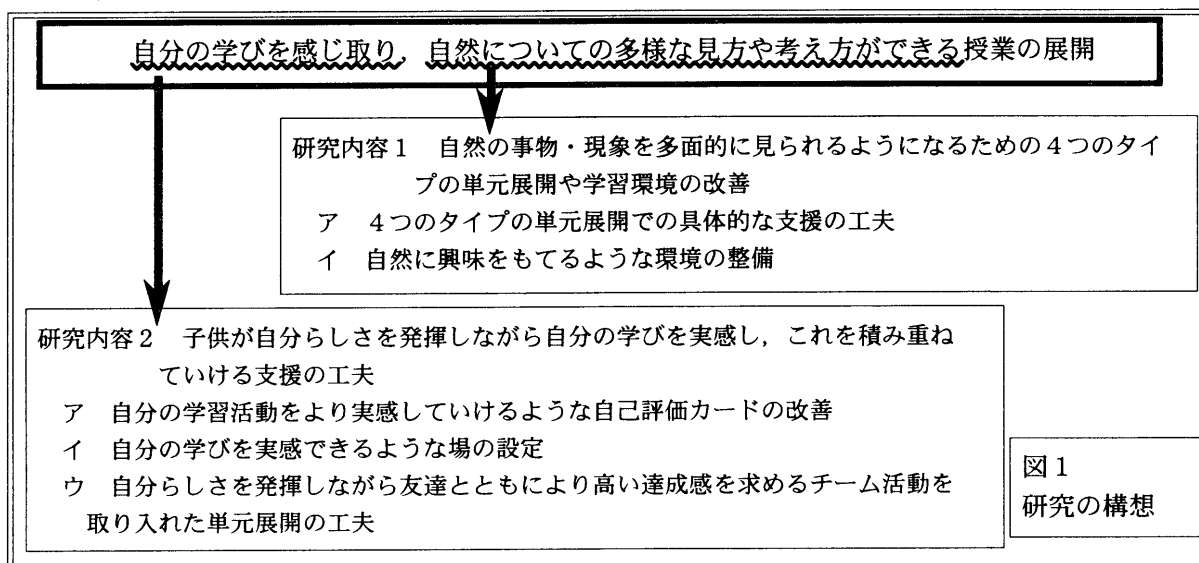 自分の学びを感じ取り，自然についての多様な見方や考え方ができる授業の展開
研究内容１　自然の事物・現象を多面的に見られるようになるための４つのタイ
プの単元展開や学習環境の改善
ア　４つのタイプの単元展開での具体的な支援の工夫
イ　自然に興味をもてるような環境の整備
研究内容２　子供が自分らしさを発揮しながら自分の学びを実感し，これを積み重ね
ていける支援の工夫
ア　自分の学習活動をより実感していけるような自己評価カードの改善
イ　自分の学びを実感できるような場の設定
ウ　自分らしさを発揮しながら友達とともにより高い達成感を求めるチーム活動を
取り入れた単元展開の工夫
図１
研究の構想